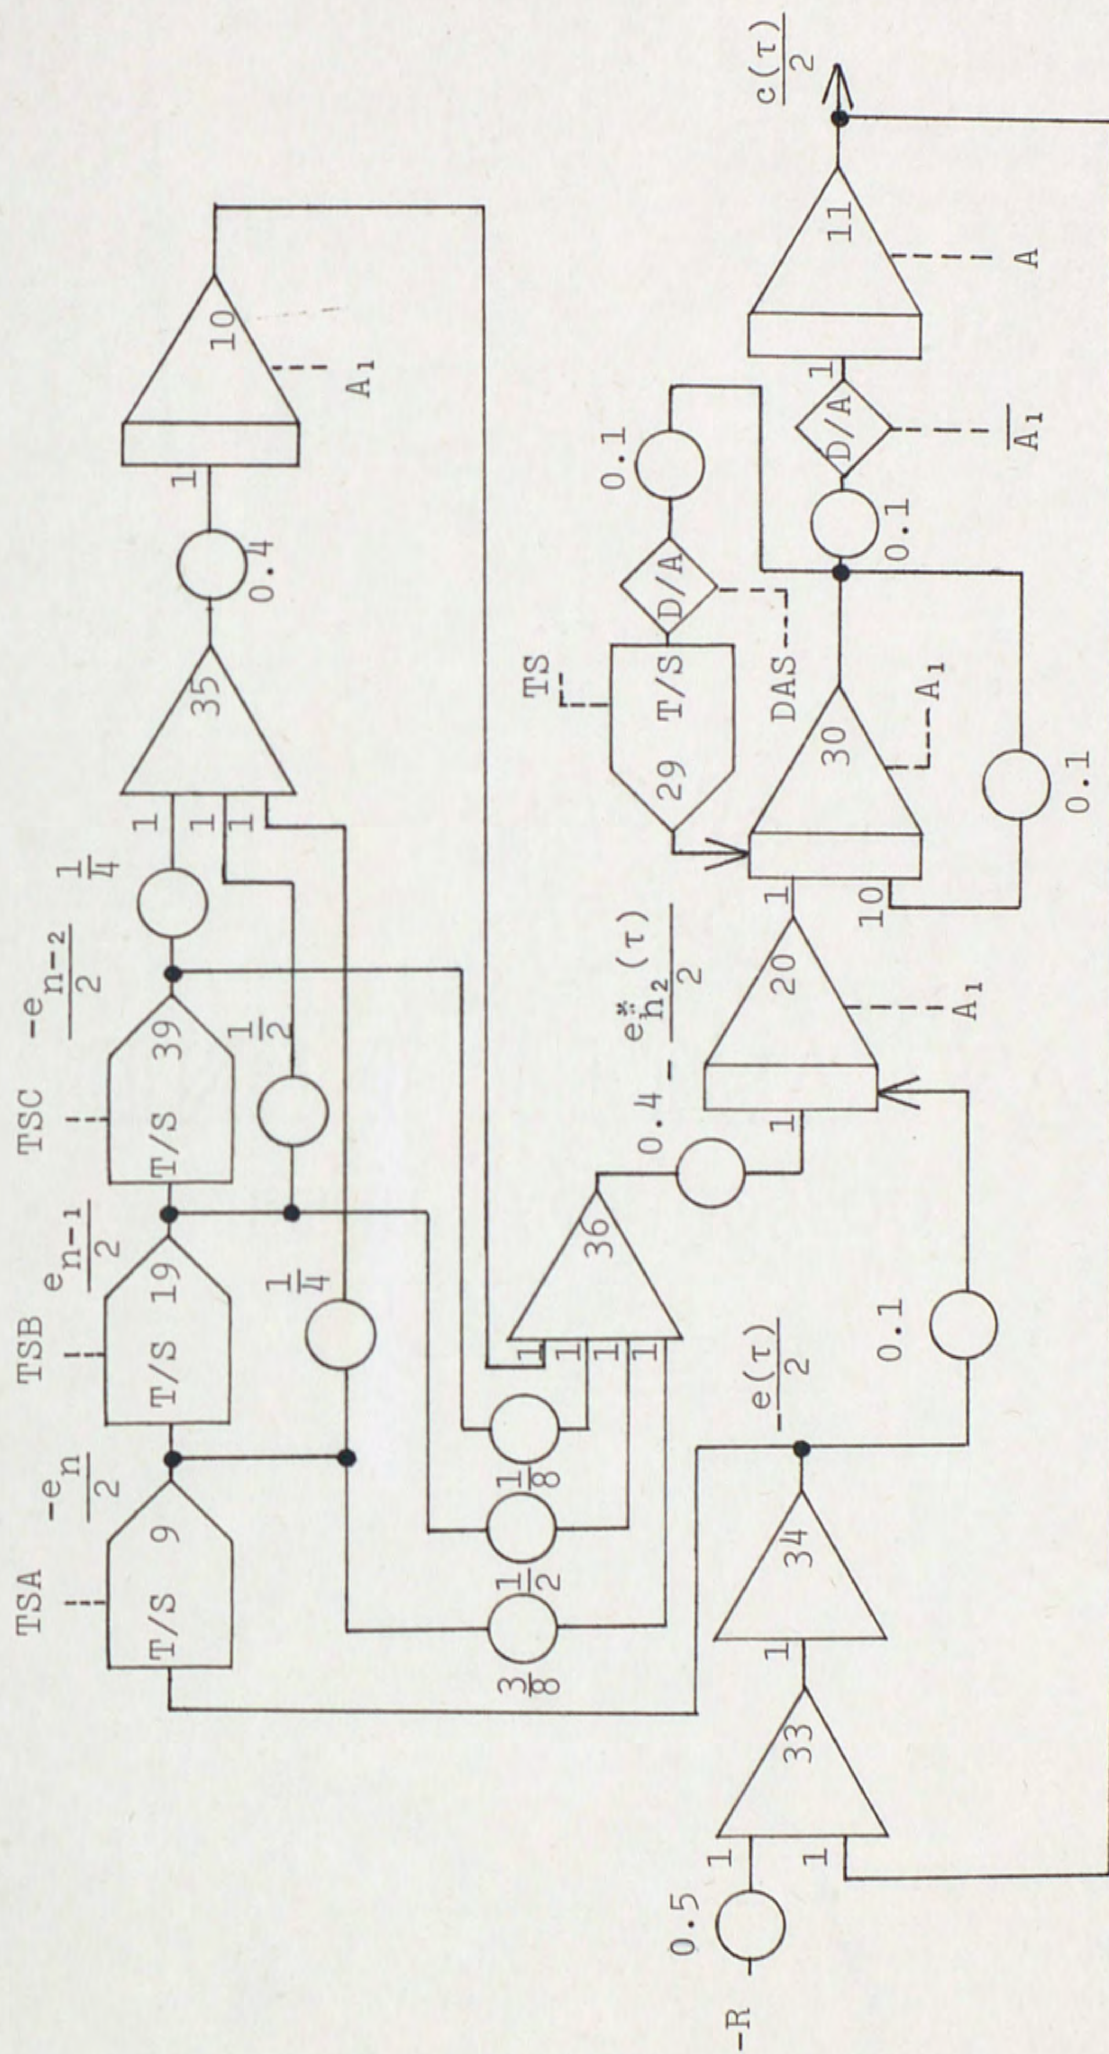 TSA
-e_n/2
TSB
e_{n-1}/2
TSC
-e_{n-2}/2
T/S 9
T/S 19
T/S 39
1/4
1/2
1/4
1
1
1
35
0.4
1
10
A₁
3/8
1/2
1/8
1
1
1
1
36
0.4
-e*_{h₂}(τ)/2
TS
29 T/S
D/A
DAS
0.1
-R
0.5
1
1
33
1
34
-e(τ)/2
0.1
1
20
A₁
1
10
30
A₁
0.1
0.1
D/A
A̅₁
1
11
A
c(τ)/2